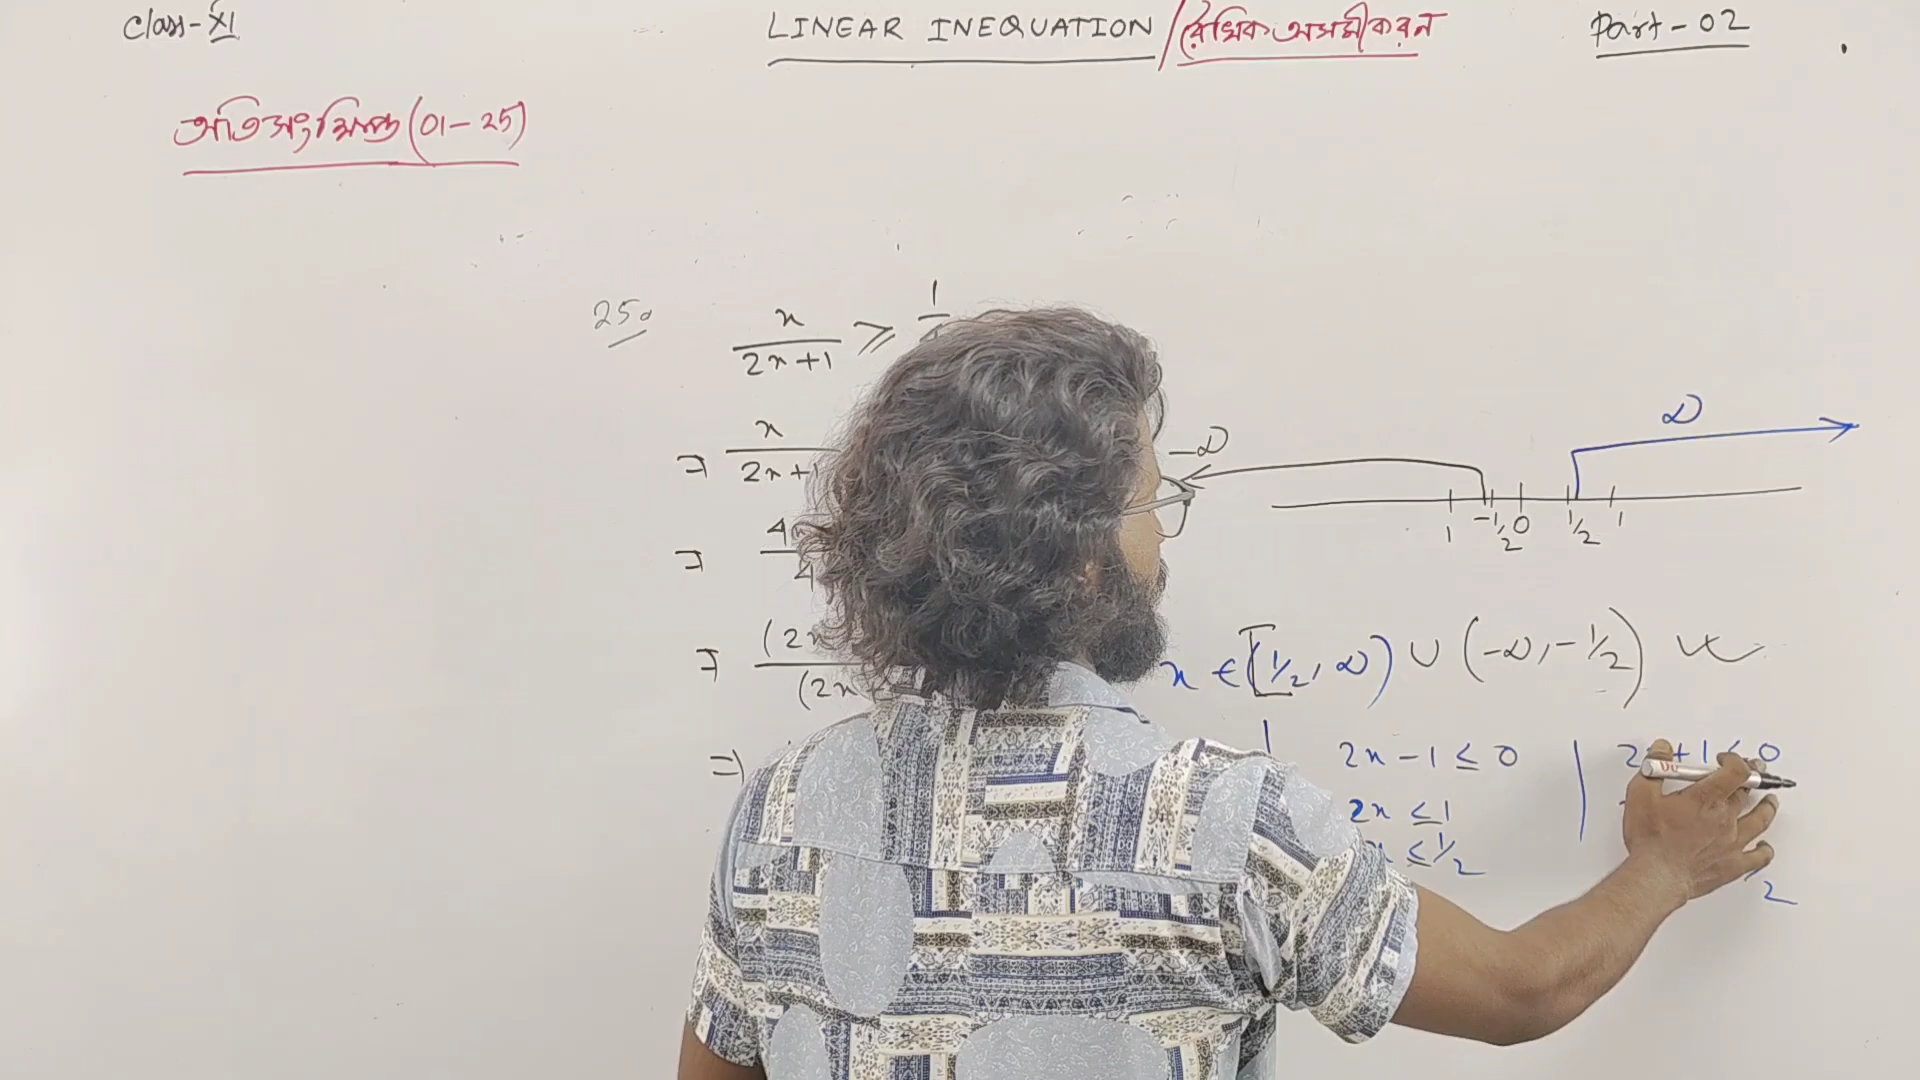 Class-XI LINEAR INEQUATION / রৈখিক অসমীকরন Part-02
অতিসংক্ষিপ্ত (01-25)
25.
x/(2x+1) ≥ 1/
⇒ x/(2x+1
⇒ 4x/4
⇒ (2x/(2x
⇒
-∞ ∞
1 -1/2 0 1/2 1
x ∈ [1/2, ∞) ∪ (-∞, -1/2)
2x-1 ≤ 0 | 2x+1 ≤ 0
2x ≤ 1
x ≤ 1/2 2